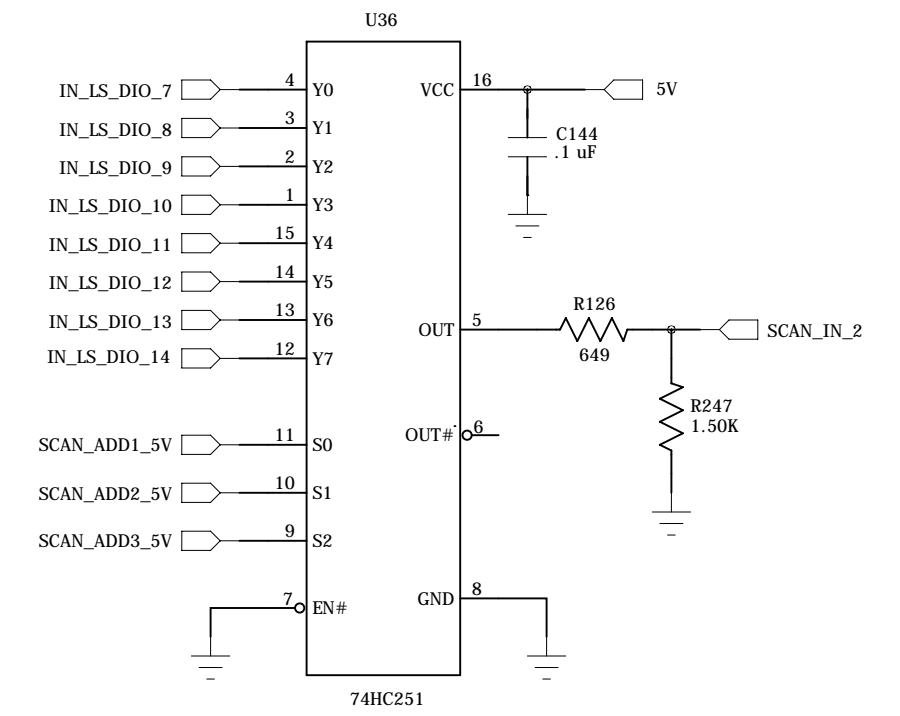 U36
IN_LS_DIO_7 4 Y0 VCC 16 5V
IN_LS_DIO_8 3 Y1 C144
IN_LS_DIO_9 2 Y2 .1 uF
IN_LS_DIO_10 1 Y3
IN_LS_DIO_11 15 Y4
IN_LS_DIO_12 14 Y5
IN_LS_DIO_13 13 Y6 R126
OUT 5 SCAN_IN_2
IN_LS_DIO_14 12 Y7 649
R247
1.50K
OUT# 6
SCAN_ADD1_5V 11 S0
SCAN_ADD2_5V 10 S1
SCAN_ADD3_5V 9 S2
7 EN# GND 8
74HC251